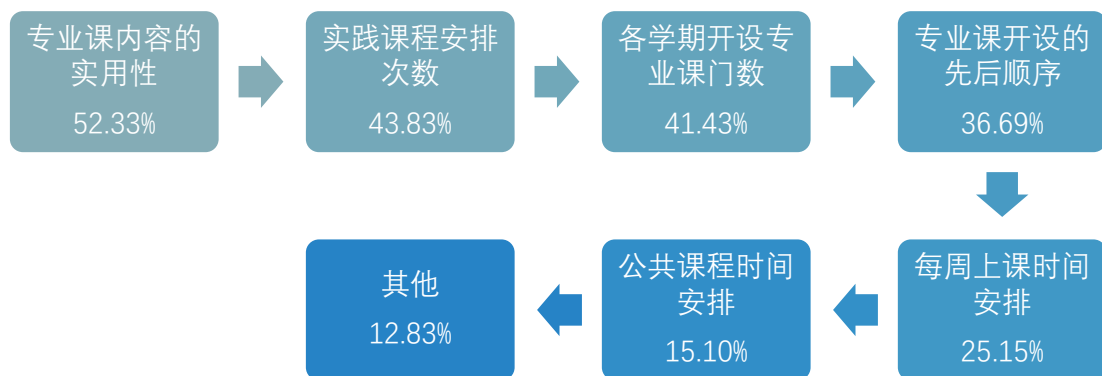 专业课内容的
实用性
52.33%
实践课程安排
次数
43.83%
各学期开设专
业课门数
41.43%
专业课开设的
先后顺序
36.69%
每周上课时间
安排
25.15%
公共课程时间
安排
15.10%
其他
12.83%